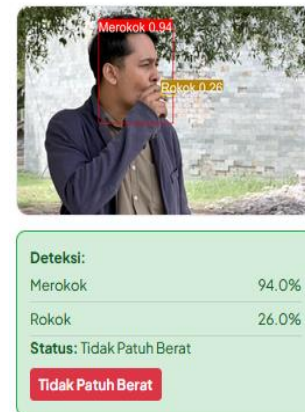 Merokok 0.94
Rokok 0.26
Deteksi:
Merokok 94.0%
Rokok 26.0%
Status: Tidak Patuh Berat
Tidak Patuh Berat